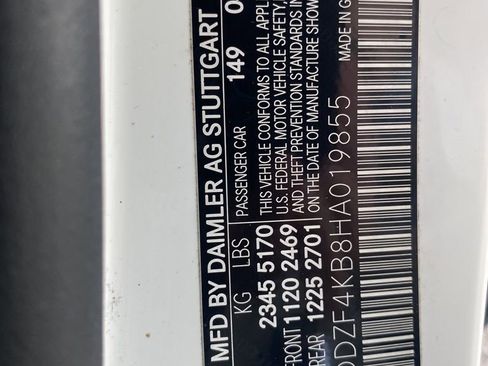 MFD BY DAIMLER AG STUTTGART
KG LBS PASSENGER CAR 149 0
2345 5170 THIS VEHICLE CONFORMS TO ALL APPL
FRONT 1120 2469 U.S. FEDERAL MOTOR VEHICLE SAFETY,
AND THEFT PREVENTION STANDARDS IN
REAR 1225 2701 ON THE DATE OF MANUFACTURE SHOW
DDZF4KB8HA019855 MADE IN G